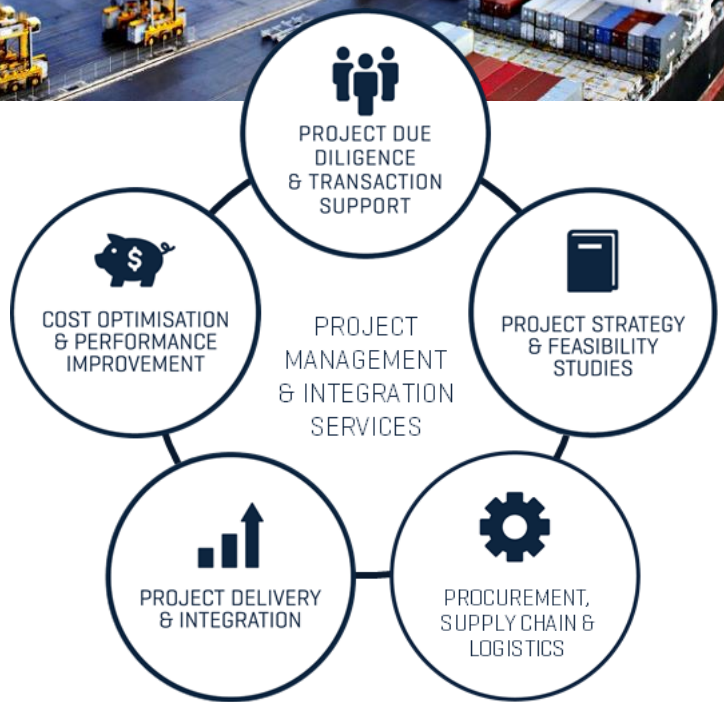 PROJECT DUE
DILIGENCE
& TRANSACTION
SUPPORT
COST OPTIMISATION
& PERFORMANCE
IMPROVEMENT
PROJECT
MANAGEMENT
& INTEGRATION
SERVICES
PROJECT STRATEGY
& FEASIBILITY
STUDIES
PROJECT DELIVERY
& INTEGRATION
PROCUREMENT,
SUPPLY CHAIN &
LOGISTICS
$